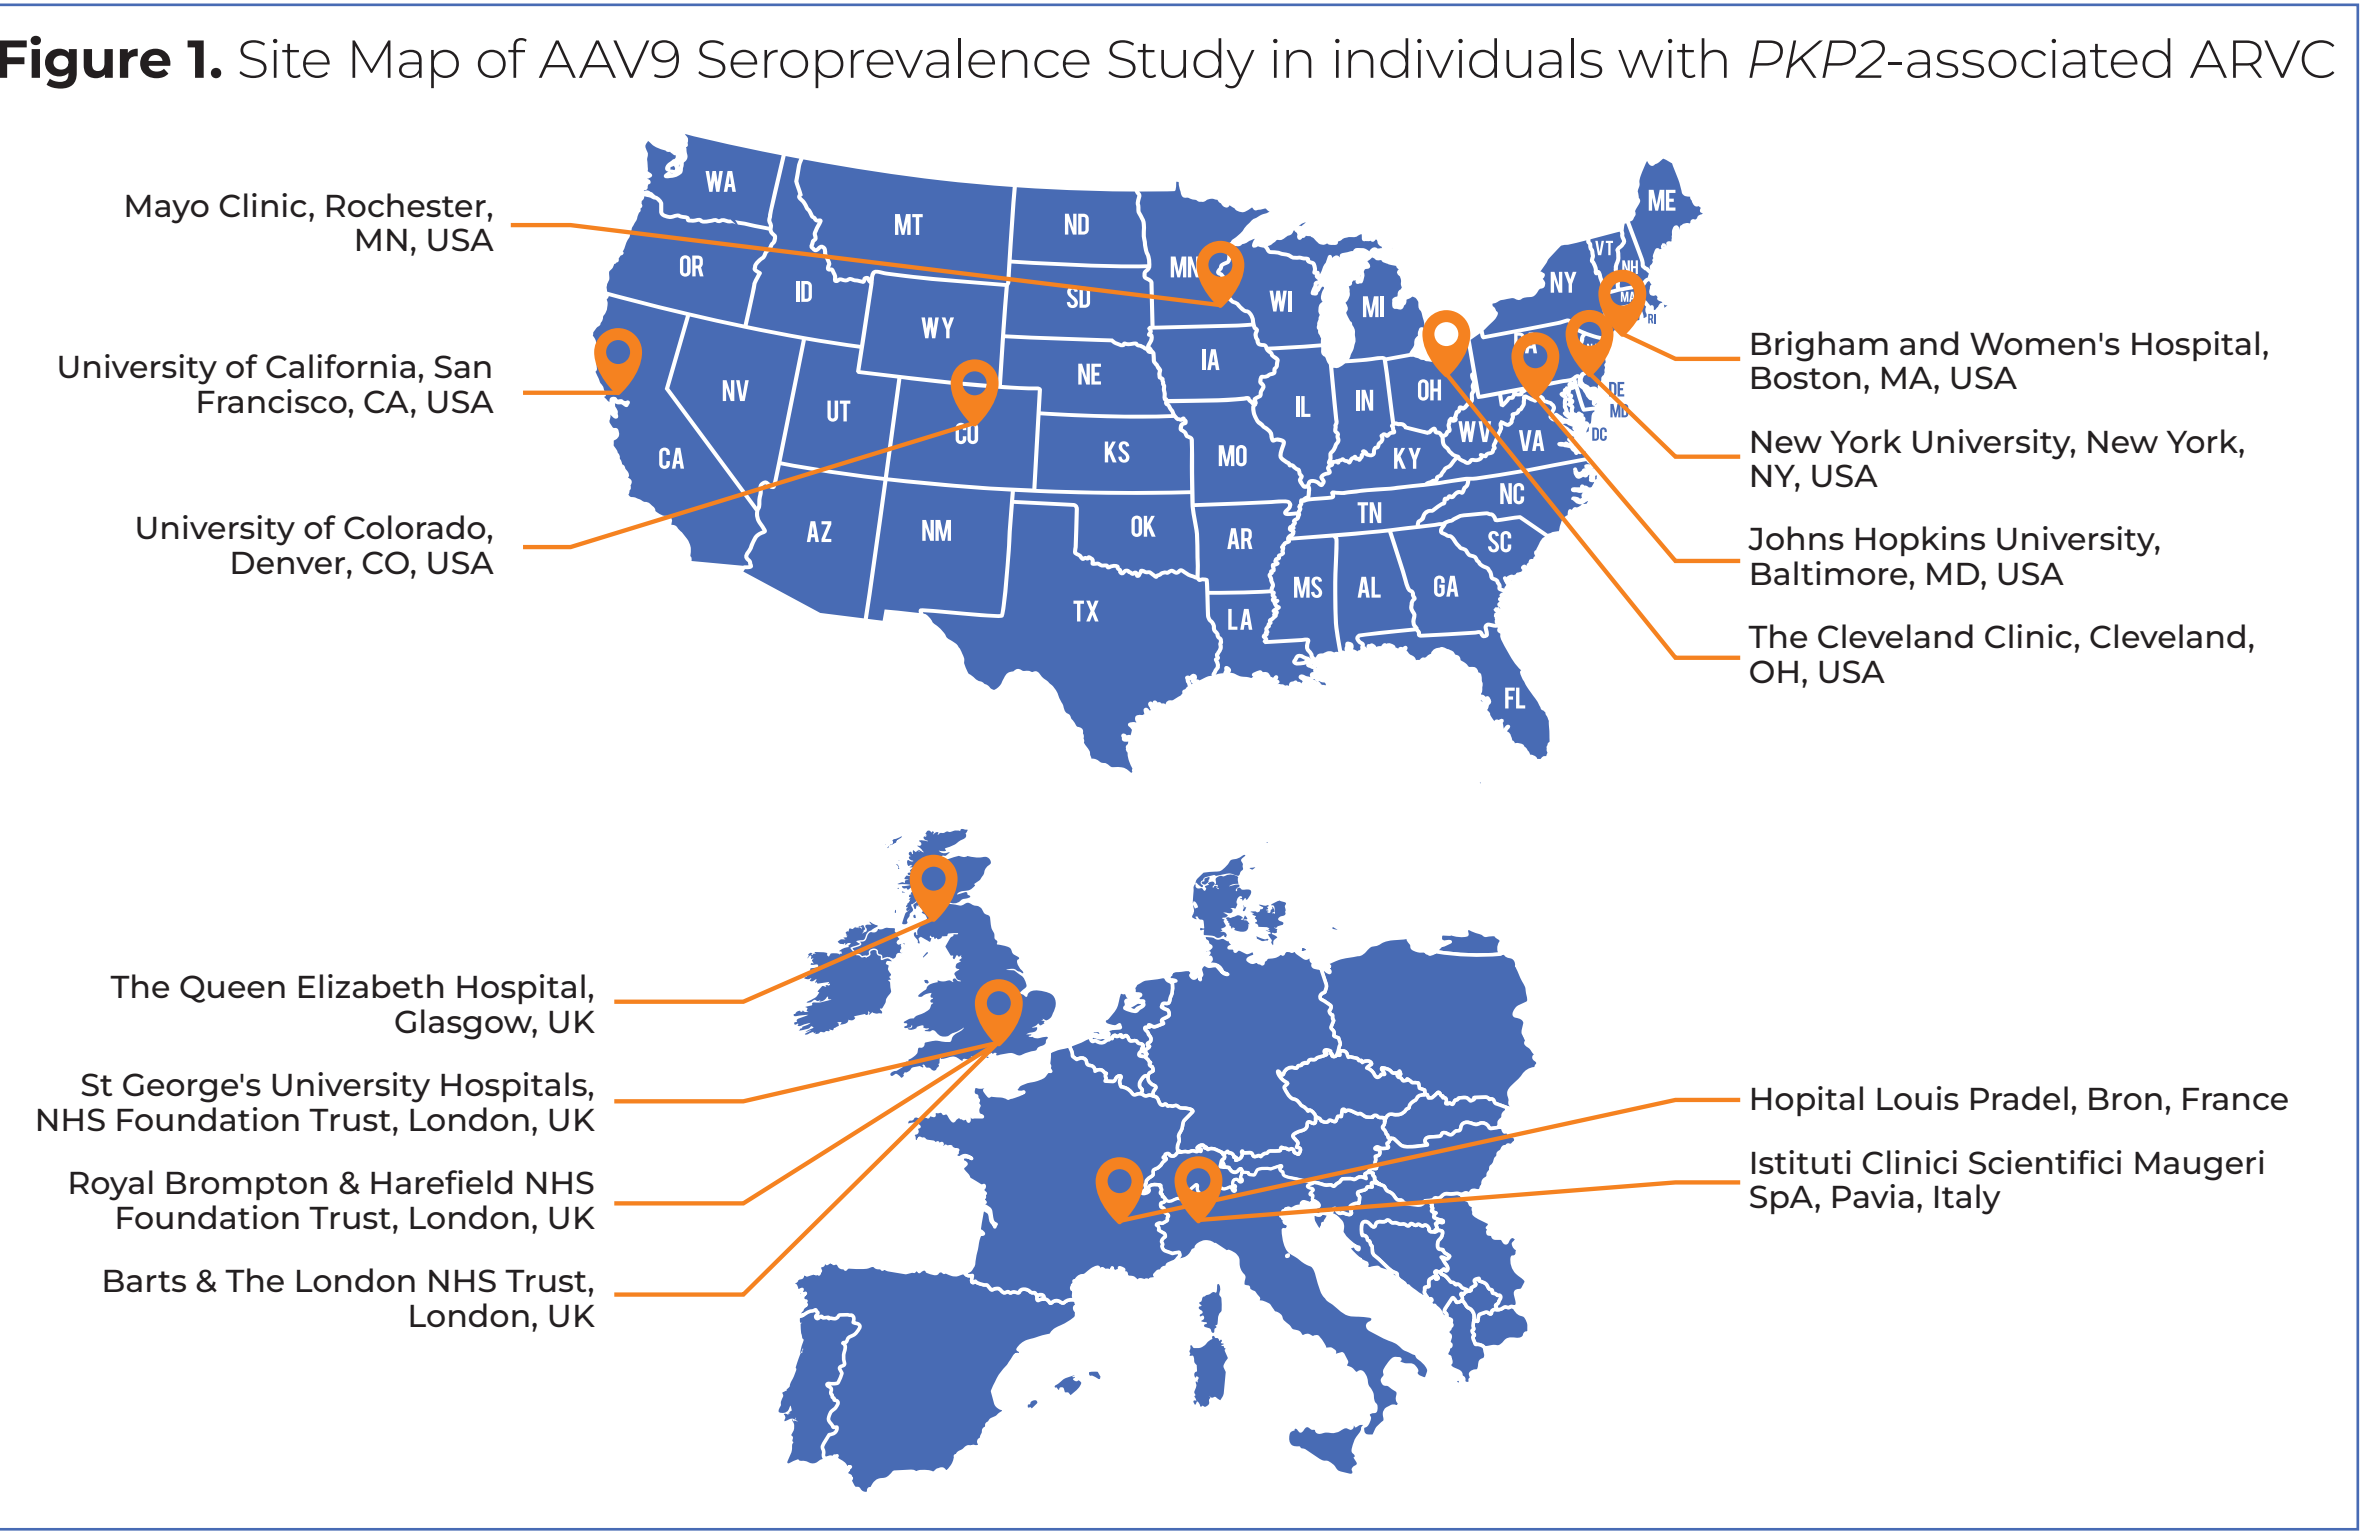 Figure 1. Site Map of AAV9 Seroprevalence Study in individuals with PKP2-associated ARVC
Mayo Clinic, Rochester,
MN, USA
University of California, San
Francisco, CA, USA
University of Colorado,
Denver, CO, USA
WA
OR
ID
MT
ND
SD
WY
NE
NV
UT
CO
CA
AZ
NM
KS
OK
TX
MN
IA
MO
AR
LA
WI
IL
MI
IN
OH
KY
TN
MS
AL
GA
FL
SC
NC
VA
WV
NY
VT
NH
ME
MA
RI
DE
MD
DC
Brigham and Women's Hospital,
Boston, MA, USA
New York University, New York,
NY, USA
Johns Hopkins University,
Baltimore, MD, USA
The Cleveland Clinic, Cleveland,
OH, USA
The Queen Elizabeth Hospital,
Glasgow, UK
St George's University Hospitals,
NHS Foundation Trust, London, UK
Royal Brompton & Harefield NHS
Foundation Trust, London, UK
Barts & The London NHS Trust,
London, UK
Hopital Louis Pradel, Bron, France
Istituti Clinici Scientifici Maugeri
SpA, Pavia, Italy